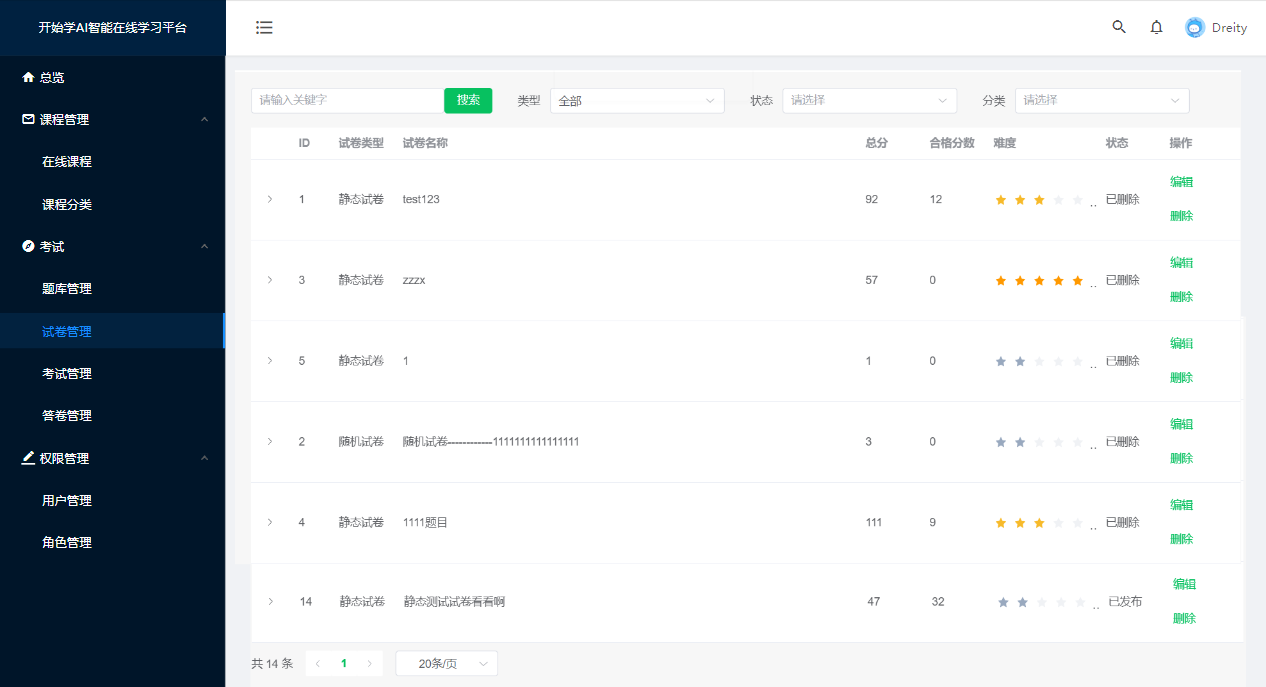 开始学AI智能在线学习平台
Dreity
总览
课程管理
在线课程
课程分类
考试
题库管理
试卷管理
考试管理
答卷管理
权限管理
用户管理
角色管理
请输入关键字 搜索 类型 全部 状态 请选择 分类 请选择
ID 试卷类型 试卷名称 总分 合格分数 难度 状态 操作
1 静态试卷 test123 92 12 .. 已删除 编辑 删除
3 静态试卷 zzzx 57 0 .. 已删除 编辑 删除
5 静态试卷 1 1 0 .. 已删除 编辑 删除
2 随机试卷 随机试卷------------1111111111111111 3 0 .. 已删除 编辑 删除
4 静态试卷 1111题目 111 9 .. 已删除 编辑 删除
14 静态试卷 静态测试试卷看看啊 47 32 .. 已发布 编辑 删除
共 14 条 1 20条/页